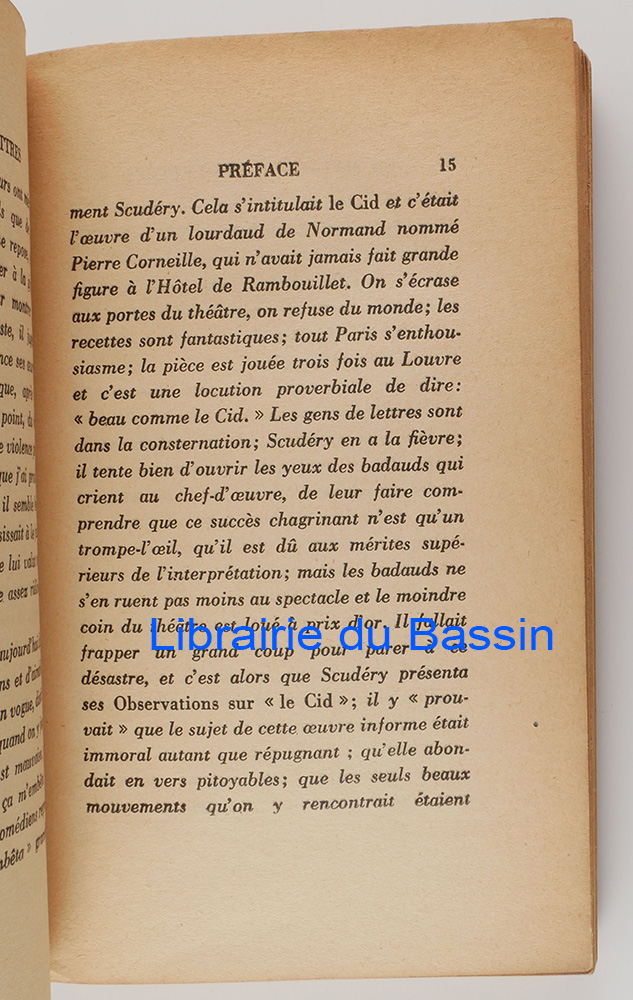 TTRES
PRÉFACE 15
ment Scudéry. Cela s'intitulait le Cid et c'était
l'œuvre d'un lourdaud de Normand nommé
Pierre Corneille, qui n'avait jamais fait grande
figure à l'Hôtel de Rambouillet. On s'écrase
aux portes du théâtre, on refuse du monde; les
recettes sont fantastiques; tout Paris s'enthou-
siasme; la pièce est jouée trois fois au Louvre
et c'est une locution proverbiale de dire:
« beau comme le Cid. » Les gens de lettres sont
dans la consternation; Scudéry en a la fièvre;
il tente bien d'ouvrir les yeux des badauds qui
crient au chef-d'œuvre, de leur faire com-
prendre que ce succès chagrinant n'est qu'un
trompe-l'œil, qu'il est dû aux mérites supé-
rieurs de l'interprétation; mais les badauds ne
s'en ruent pas moins au spectacle et le moindre
coin du théâtre est loué à prix d'or. Il fallait
Librairie du Bassin
frapper un grand coup pour parer à ce
désastre, et c'est alors que Scudéry présenta
ses Observations sur « le Cid »; il y « prou-
vait » que le sujet de cette œuvre informe était
immoral autant que répugnant ; qu'elle abon-
dait en vers pitoyables; que les seuls beaux
mouvements qu'on y rencontrait étaient